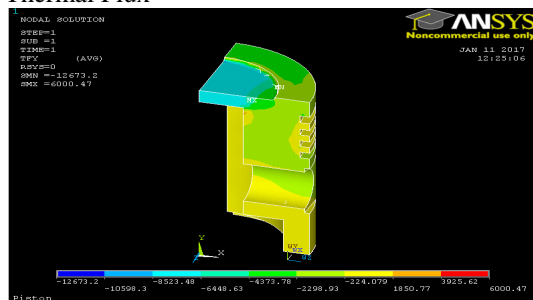 Thermal Flux
1
NODAL SOLUTION
STEP=1
SUB =1
TIME=1
TFY (AVG)
RSYS=0
SMN =-12673.2
SMX =6000.47
ANSYS
Noncommercial use only
JAN 11 2017
12:25:06
MN
MX
Y
Z X
-12673.2 -8523.48 -4373.78 -224.079 3925.62
-10598.3 -6448.63 -2298.93 1850.77 6000.47
Piston